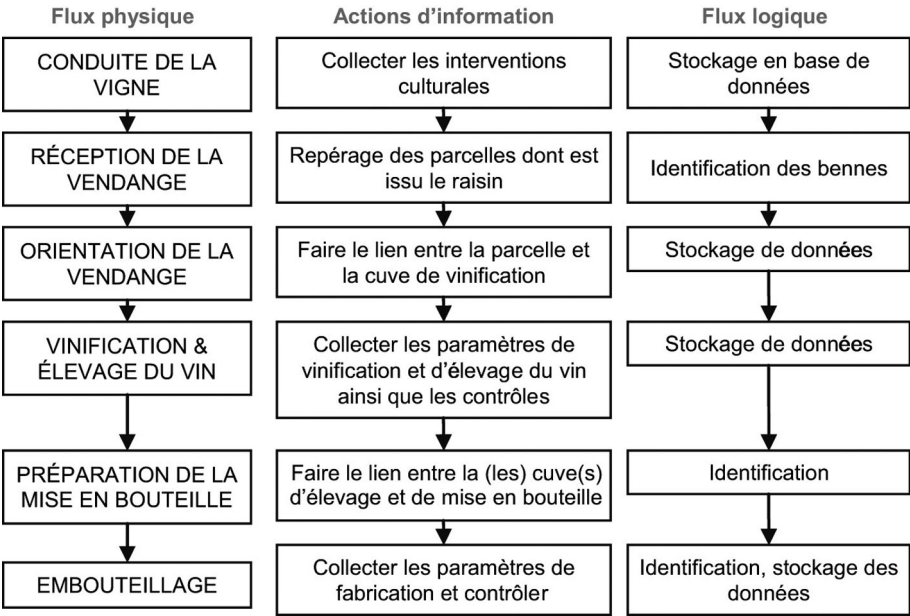 Flux physique
Actions d’information
Flux logique
CONDUITE DE LA
VIGNE
Collecter les interventions
culturales
Stockage en base de
données
RÉCEPTION DE LA
VENDANGE
Repérage des parcelles dont est
issu le raisin
Identification des bennes
ORIENTATION DE LA
VENDANGE
Faire le lien entre la parcelle et
la cuve de vinification
Stockage de données
VINIFICATION &
ÉLEVAGE DU VIN
Collecter les paramètres de
vinification et d’élevage du vin
ainsi que les contrôles
Stockage de données
PRÉPARATION DE LA
MISE EN BOUTEILLE
Faire le lien entre la (les) cuve(s)
d’élevage et de mise en bouteille
Identification
EMBOUTEILLAGE
Collecter les paramètres de
fabrication et contrôler
Identification, stockage des
données